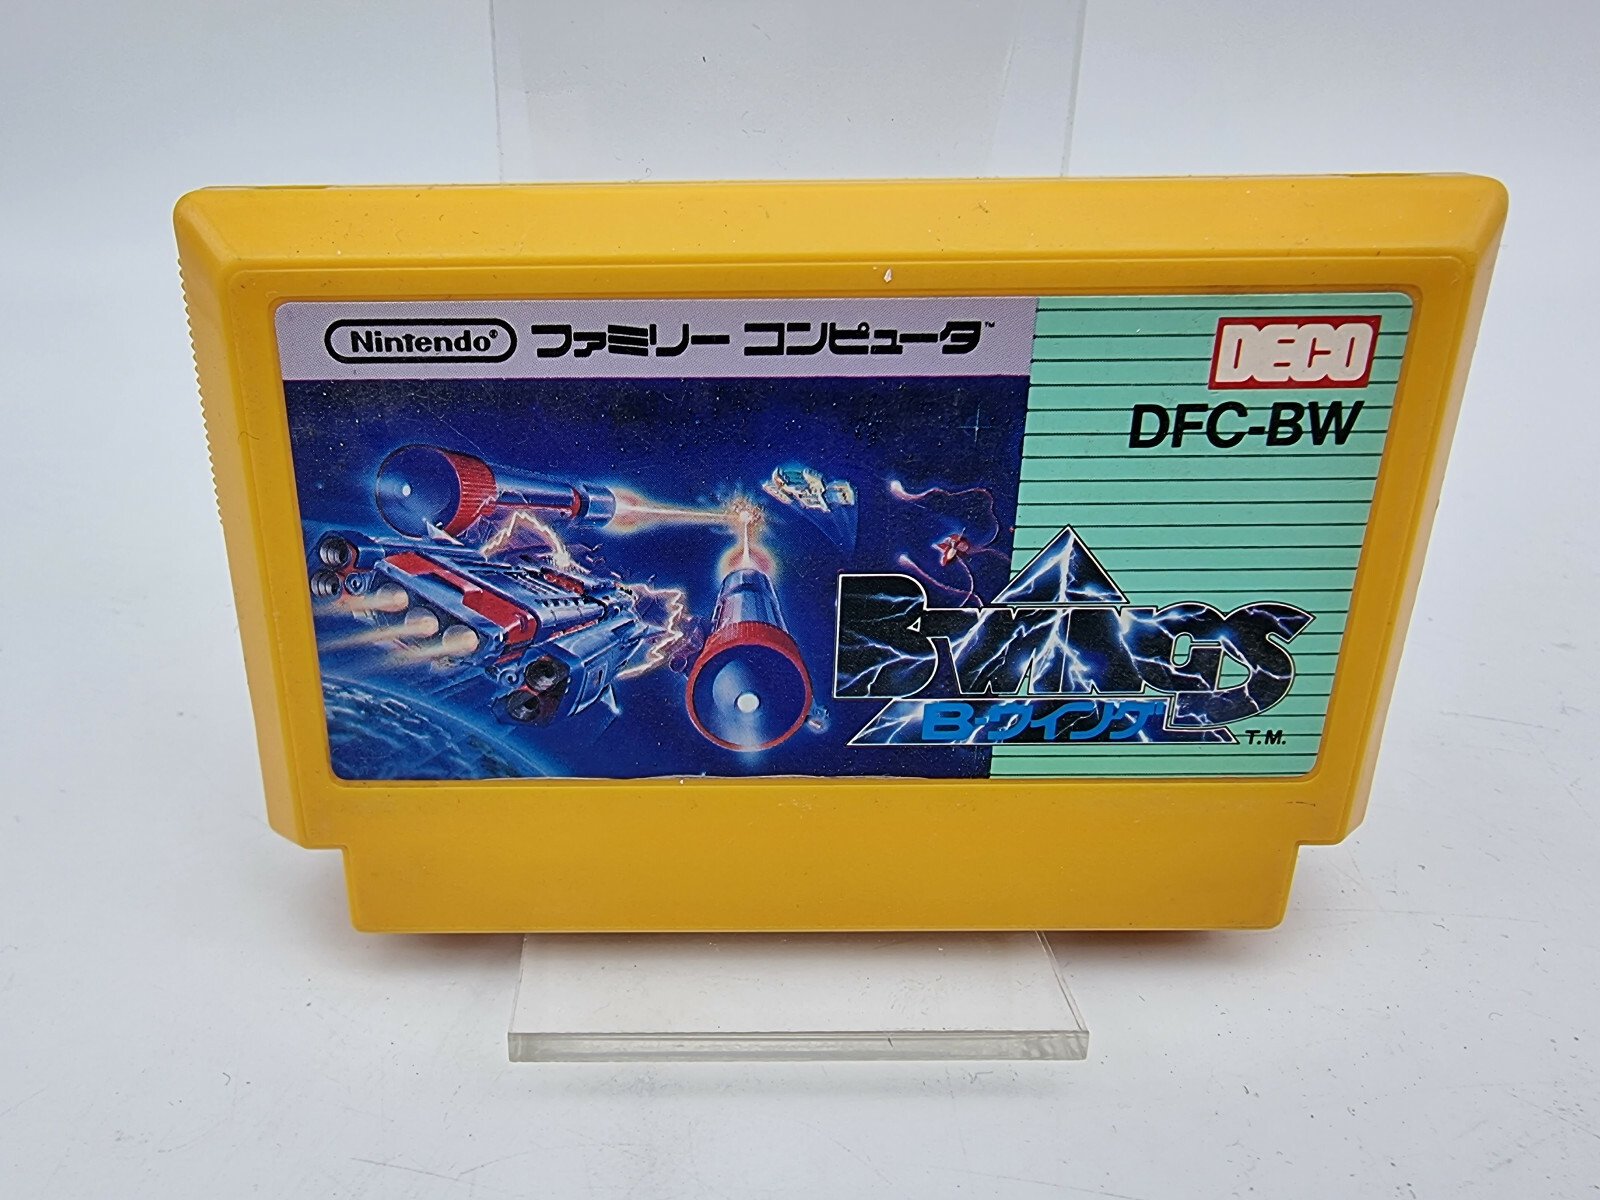 Nintendo® ファミリー コンピュータ™
DECO
DFC-BW
B-WINGS
B・ウイング
T.M.